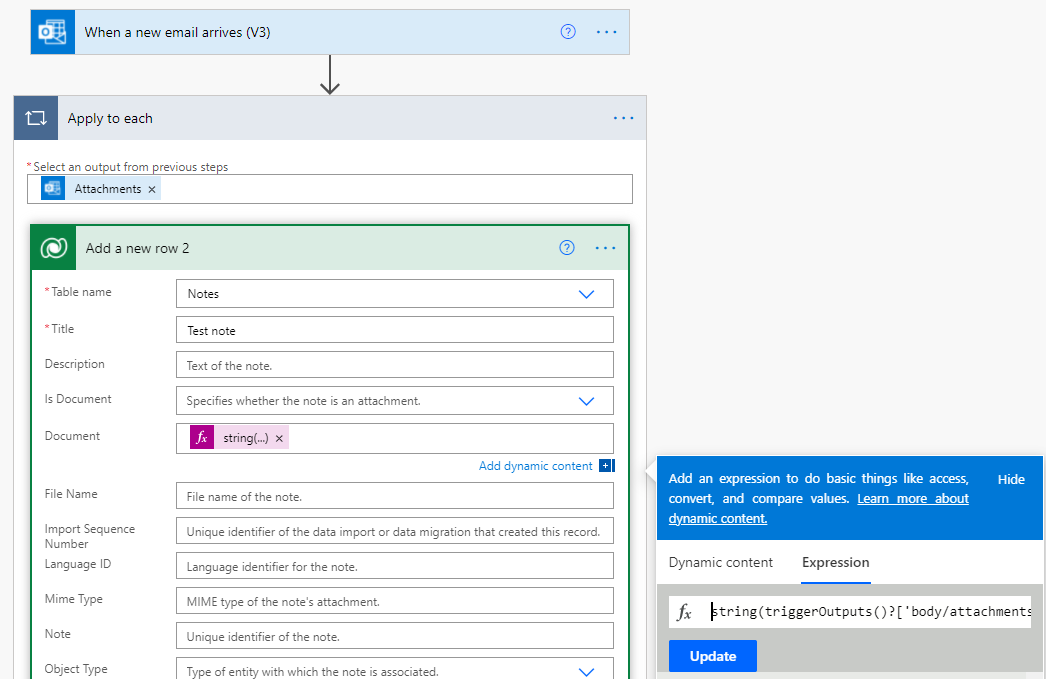 When a new email arrives (V3)
Apply to each
*Select an output from previous steps
Attachments ×
Add a new row 2
*Table name
Notes
*Title
Test note
Description
Text of the note.
Is Document
Specifies whether the note is an attachment.
Document
fx string(...) ×
Add dynamic content
File Name
File name of the note.
Import Sequence
Number
Unique identifier of the data import or data migration that created this record.
Language ID
Language identifier for the note.
Mime Type
MIME type of the note's attachment.
Note
Unique identifier of the note.
Object Type
Type of entity with which the note is associated.
Add an expression to do basic things like access,
convert, and compare values. Learn more about
dynamic content.
Hide
Dynamic content
Expression
fx string(triggerOutputs()?['body/attachments
Update